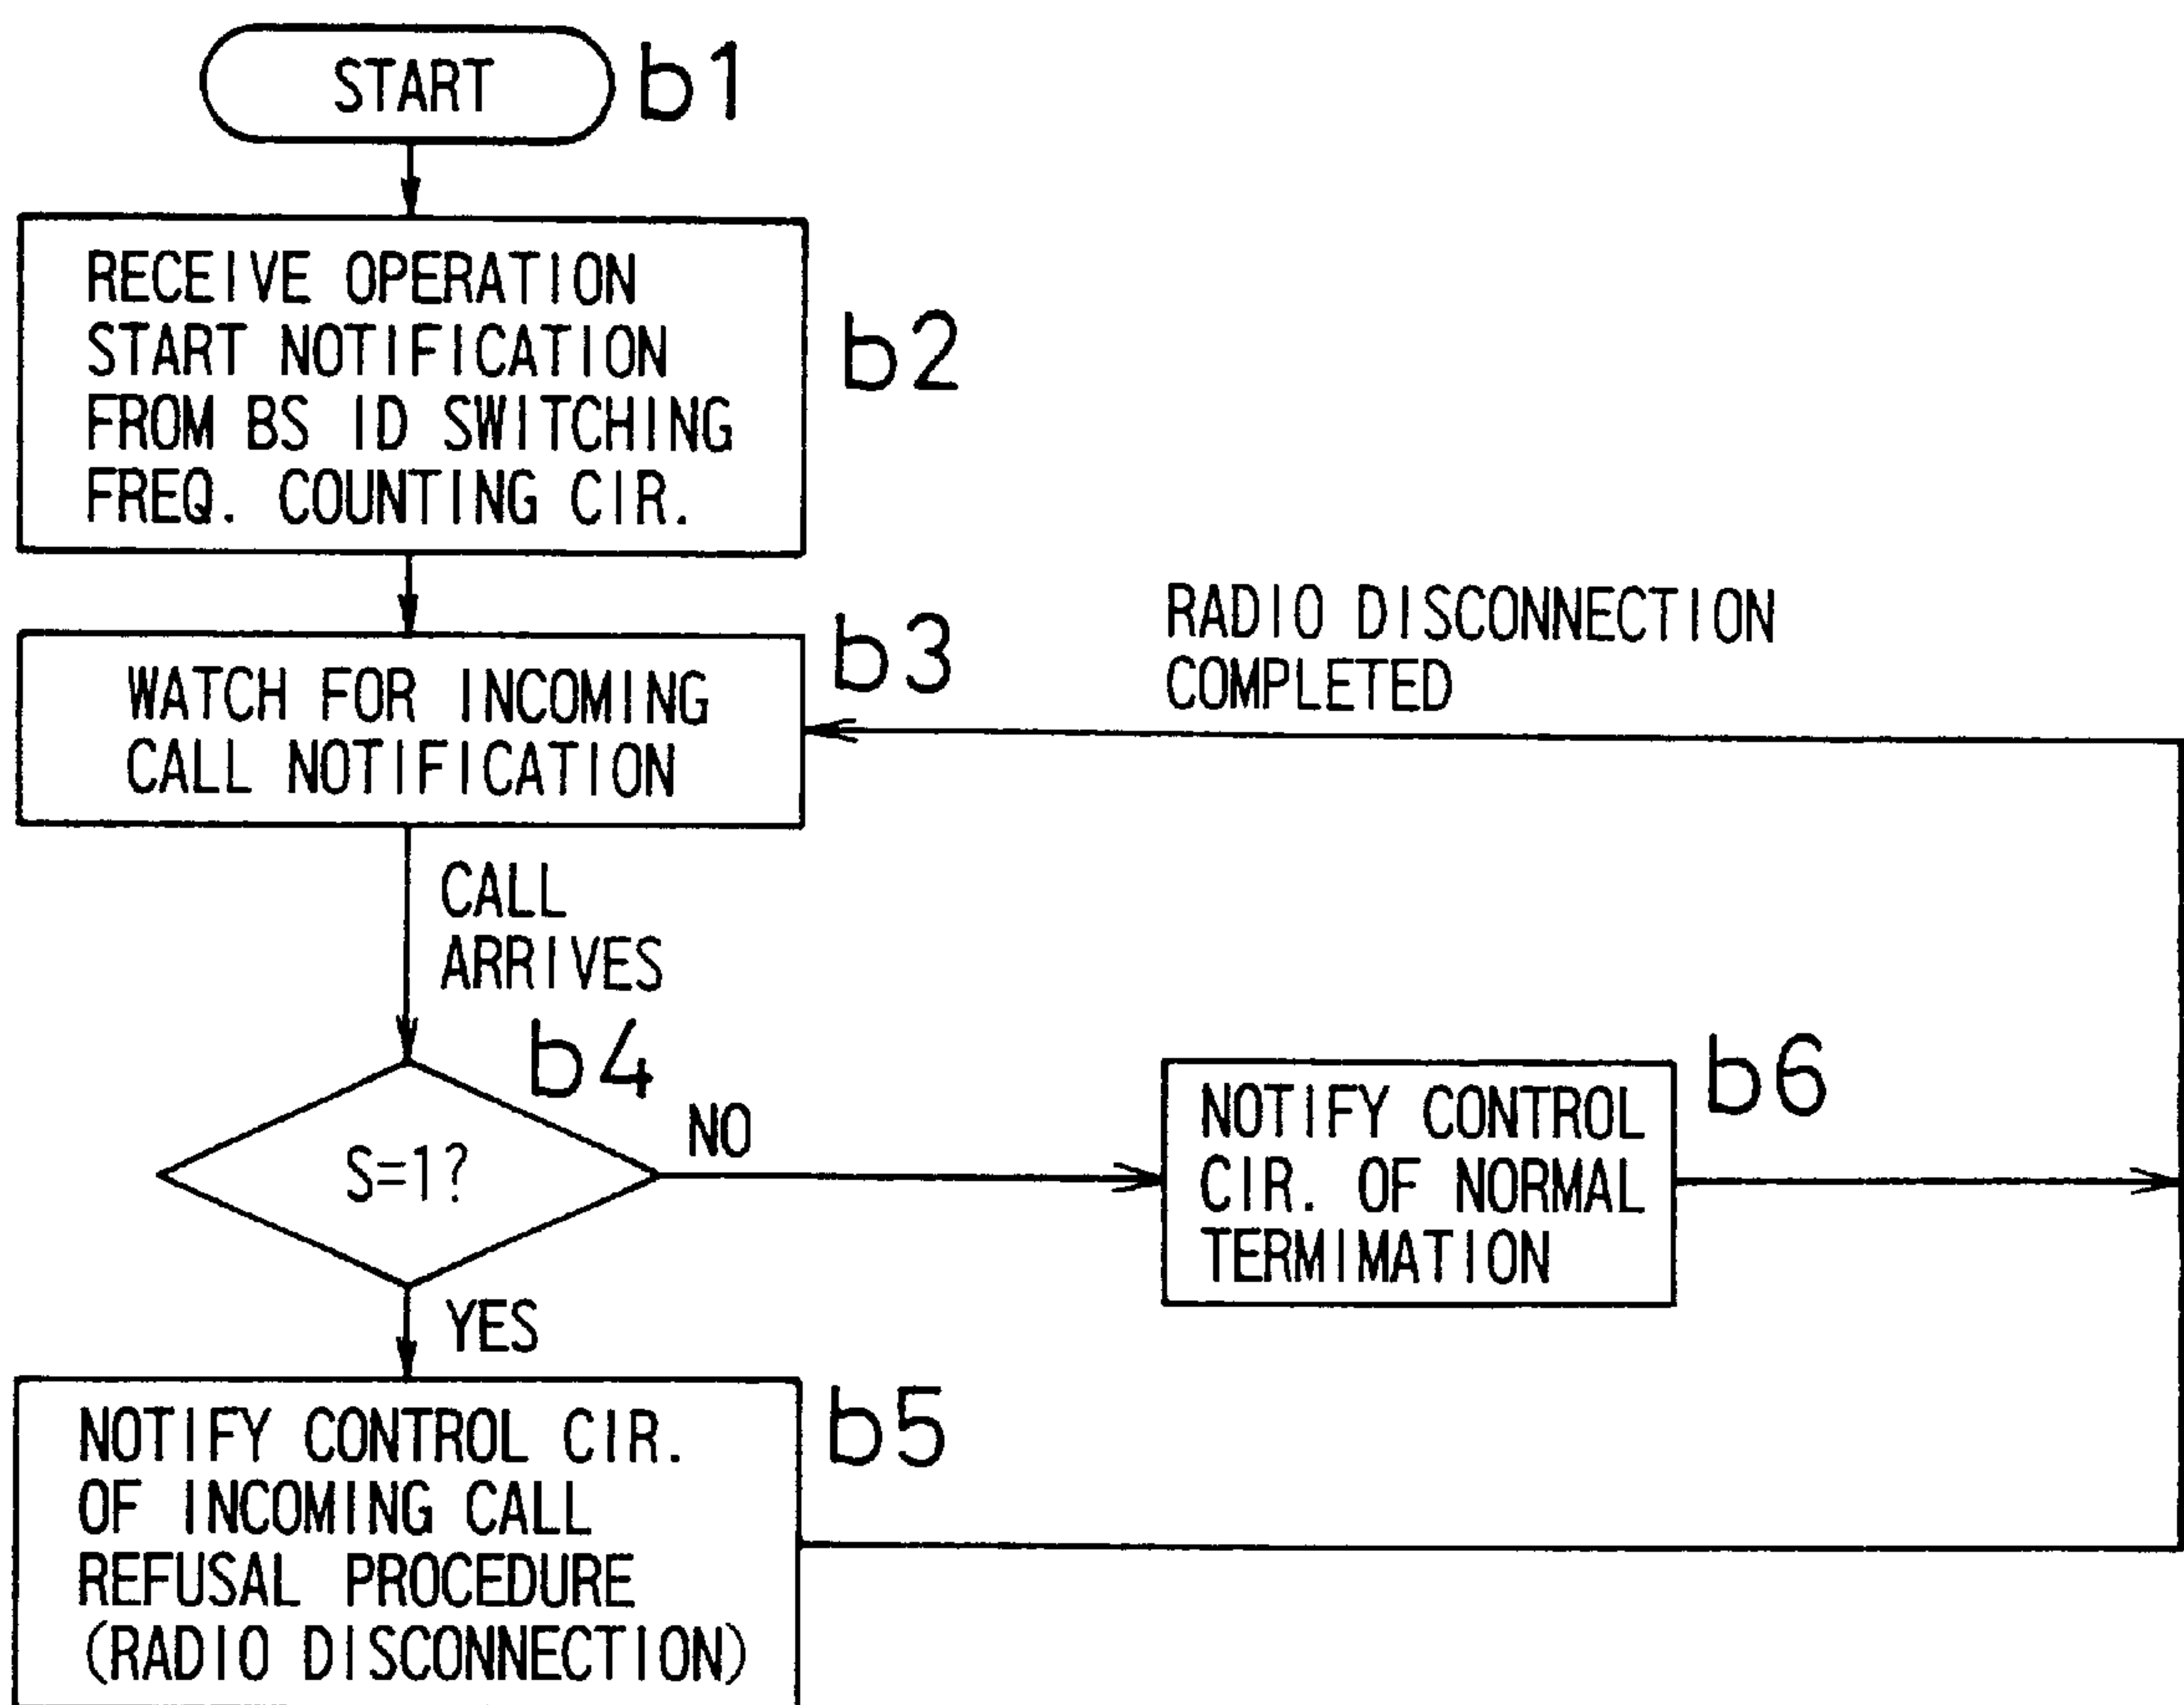 START
b1
RECEIVE OPERATION
START NOTIFICATION
FROM BS ID SWITCHING
FREQ. COUNTING CIR.
b2
WATCH FOR INCOMING
CALL NOTIFICATION
b3
RADIO DISCONNECTION
COMPLETED
CALL
ARRIVES
b4
S=1?
NO
YES
NOTIFY CONTROL
CIR. OF NORMAL
TERMIMATION
b6
NOTIFY CONTROL CIR.
OF INCOMING CALL
REFUSAL PROCEDURE
(RADIO DISCONNECTION)
b5